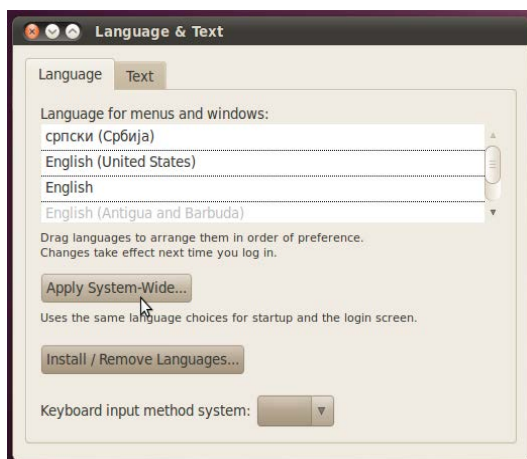 Language & Text
Language Text
Language for menus and windows:
српски (Србија)
English (United States)
English
English (Antigua and Barbuda)
Drag languages to arrange them in order of preference.
Changes take effect next time you log in.
Apply System-Wide...
Uses the same language choices for startup and the login screen.
Install / Remove Languages...
Keyboard input method system: